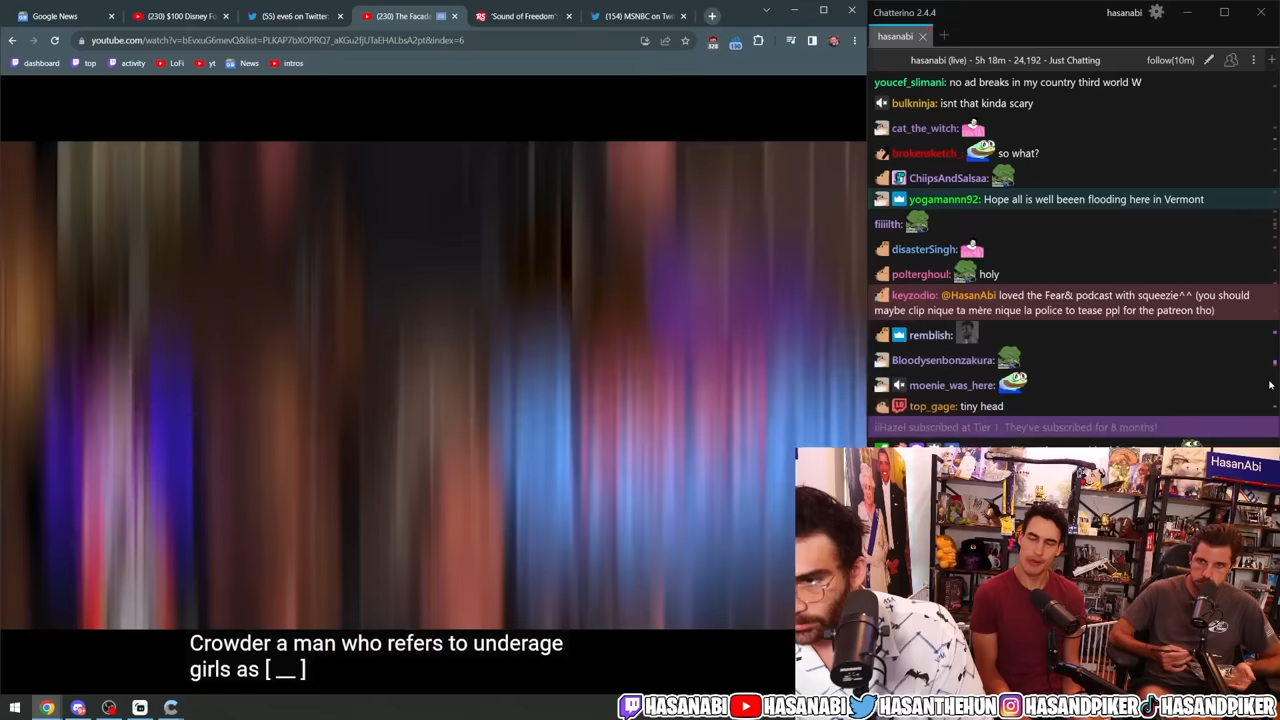 Google News
(230) $100 Disney Fo
(55) eve6 on Twitter
(230) The Facade
'Sound of Freedom'
(154) MSNBC on Twi
Chatterino 2.4.4
hasanabi
youtube.com/watch?v=bEvxuG6mevQ&list=PLKAP7bXOPRQ7_aKGu2fjUTaEHALbsA2pt&index=6
hasanabi
dashboard
top
activity
LoFi
yt
News
intros
hasanabi (live) - 5h 18m - 24,192 - Just Chatting
follow(10m)
youcef_slimani: no ad breaks in my country third world W
bulkninja: isnt that kinda scary
cat_the_witch:
brokensketch_: so what?
ChiipsAndSalsaa:
yogamannn92: Hope all is well beeen flooding here in Vermont
fiiiilth:
disasterSingh:
polterghoul: holy
keyzodio: @HasanAbi loved the Fear& podcast with squeezie^^ (you should
maybe clip nique ta mère nique la police to tease ppl for the patreon tho)
remblish:
Bloodysenbonzakura:
moenie_was_here:
top_gage: tiny head
iiHazel subscribed at Tier 1. They've subscribed for 8 months!
HasanAbi
Crowder a man who refers to underage
girls as [ __ ]
HASANABI
HASANABI
HASANTHEHUN
HASANDPIKER
HASANDPIKER